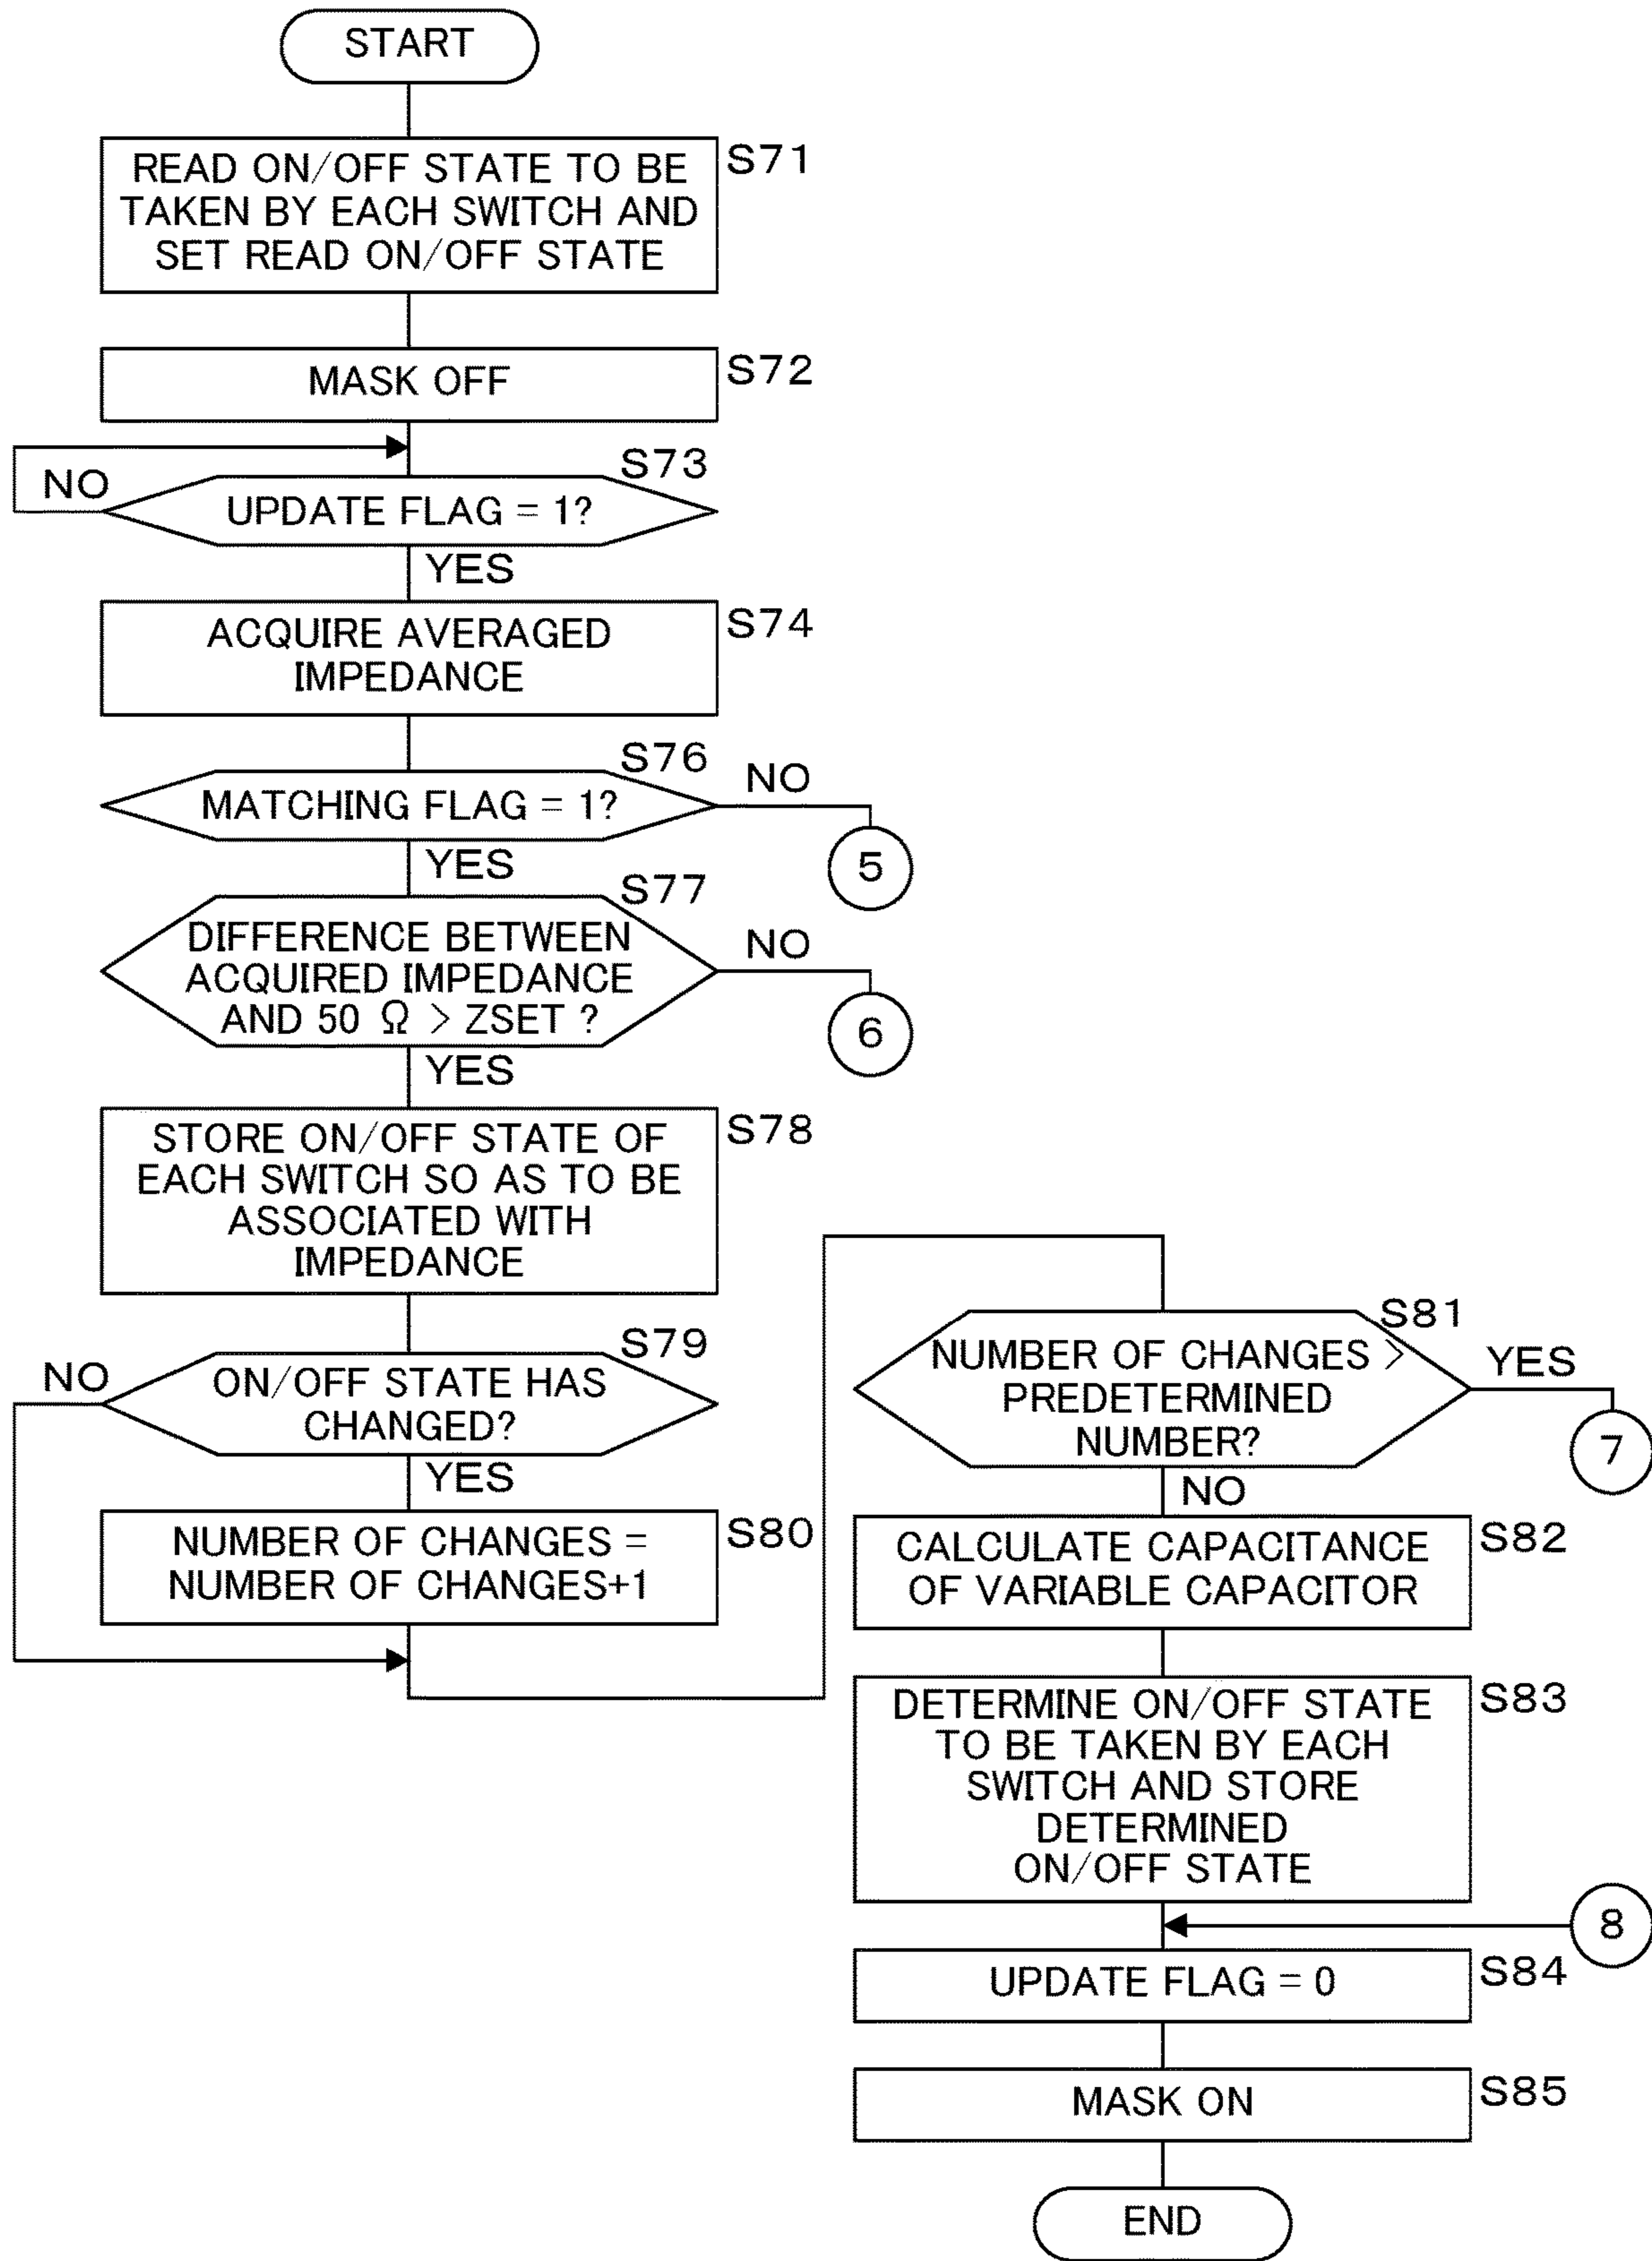 START
READ ON/OFF STATE TO BE
TAKEN BY EACH SWITCH AND
SET READ ON/OFF STATE
S71
MASK OFF
S72
S73
NO
UPDATE FLAG = 1?
YES
ACQUIRE AVERAGED
IMPEDANCE
S74
S76
NO
MATCHING FLAG = 1?
5
YES
S77
DIFFERENCE BETWEEN
ACQUIRED IMPEDANCE
AND 50 Ω > ZSET ?
NO
6
YES
STORE ON/OFF STATE OF
EACH SWITCH SO AS TO BE
ASSOCIATED WITH
IMPEDANCE
S78
S79
NO
ON/OFF STATE HAS
CHANGED?
YES
NUMBER OF CHANGES =
NUMBER OF CHANGES+1
S80
S81
NUMBER OF CHANGES >
PREDETERMINED
NUMBER?
YES
7
NO
CALCULATE CAPACITANCE
OF VARIABLE CAPACITOR
S82
DETERMINE ON/OFF STATE
TO BE TAKEN BY EACH
SWITCH AND STORE
DETERMINED
ON/OFF STATE
S83
8
UPDATE FLAG = 0
S84
MASK ON
S85
END